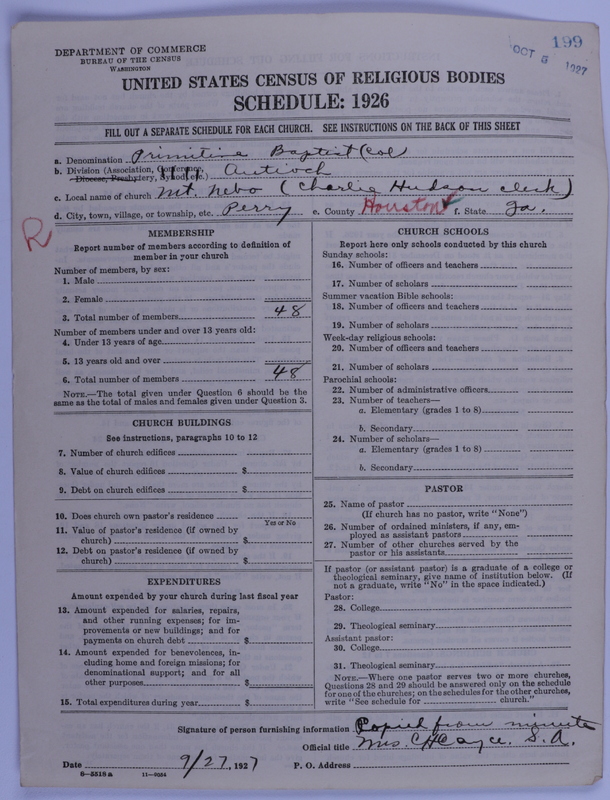 DEPARTMENT OF COMMERCE
BUREAU OF THE CENSUS
WASHINGTON
199
OCT 5 1927
UNITED STATES CENSUS OF RELIGIOUS BODIES
SCHEDULE: 1926
FILL OUT A SEPARATE SCHEDULE FOR EACH CHURCH. SEE INSTRUCTIONS ON THE BACK OF THIS SHEET
a. Denomination Primitive Baptist (Col
b. Division (Association, Conference, Diocese, Presbytery, Synod, etc.) Antioch
c. Local name of church Mt. Nebo (Charlie Hudson clerk)
d. City, town, village, or township, etc. Perry e. County Houston f. State Ga.
R
MEMBERSHIP
Report number of members according to definition of
member in your church
Number of members, by sex:
1. Male
2. Female
3. Total number of members 48
Number of members under and over 13 years old:
4. Under 13 years of age
5. 13 years old and over
6. Total number of members 48
NOTE.—The total given under Question 6 should be
same as the total of males and females given under Question 3.
CHURCH BUILDINGS
See instructions, paragraphs 10 to 12
7. Number of church edifices
8. Value of church edifices $
9. Debt on church edifices $
10. Does church own pastor's residence
Yes or No
11. Value of pastor's residence (if owned by
church) $
12. Debt on pastor's residence (if owned by
church) $
EXPENDITURES
Amount expended by your church during last fiscal year
13. Amount expended for salaries, repairs,
and other running expenses; for im-
provements or new buildings; and for
payments on church debt $
14. Amount expended for benevolences, in-
cluding home and foreign missions; for
denominational support; and for all
other purposes $
15. Total expenditures during year $
CHURCH SCHOOLS
Report here only schools conducted by this church
Sunday schools:
16. Number of officers and teachers
17. Number of scholars
Summer vacation Bible schools:
18. Number of officers and teachers
19. Number of scholars
Week-day religious schools:
20. Number of officers and teachers
21. Number of scholars
Parochial schools:
22. Number of administrative officers
23. Number of teachers—
a. Elementary (grades 1 to 8)
b. Secondary
24. Number of scholars—
a. Elementary (grades 1 to 8)
b. Secondary
PASTOR
25. Name of pastor
(If church has no pastor, write "None")
26. Number of ordained ministers, if any, em-
ployed as assistant pastors
27. Number of other churches served by the
pastor or his assistants
If pastor (or assistant pastor) is a graduate of a college or
theological seminary, give name of institution below. (If
not a graduate, write "No" in the space indicated.)
Pastor:
28. College
29. Theological seminary
Assistant pastor:
30. College
31. Theological seminary
NOTE.—Where one pastor serves two or more churches,
Questions 28 and 29 should be answered only on the schedule
for one of the churches; on the schedules for the other churches,
write "See schedule for church."
Signature of person furnishing information Copied from minute
Official title Mrs. C H Cayce. S. A.
Date 9/27, 1927 P. O. Address
8-5518a 11-9054